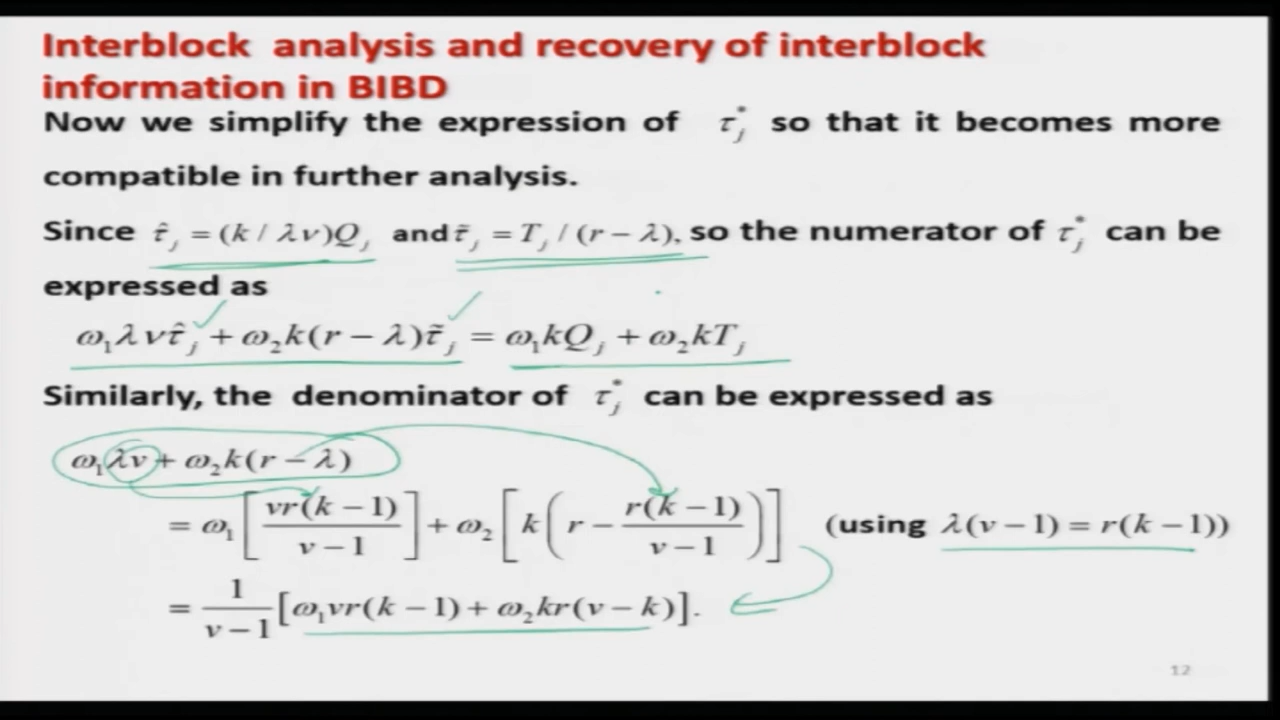 Interblock analysis and recovery of interblock
information in BIBD
Now we simplify the expression of τ*_j so that it becomes more
compatible in further analysis.
Since τ̂_j = (k / λv)Q_j and τ̃_j = T_j / (r − λ), so the numerator of τ*_j can be
expressed as
ω₁λvτ̂_j + ω₂k(r − λ)τ̃_j = ω₁kQ_j + ω₂kT_j
Similarly, the denominator of τ*_j can be expressed as
ω₁λv + ω₂k(r − λ)
= ω₁[vr(k − 1)/(v − 1)] + ω₂[k(r − r(k − 1)/(v − 1))] (using λ(v − 1) = r(k − 1))
= 1/(v − 1) [ω₁vr(k − 1) + ω₂kr(v − k)].
12